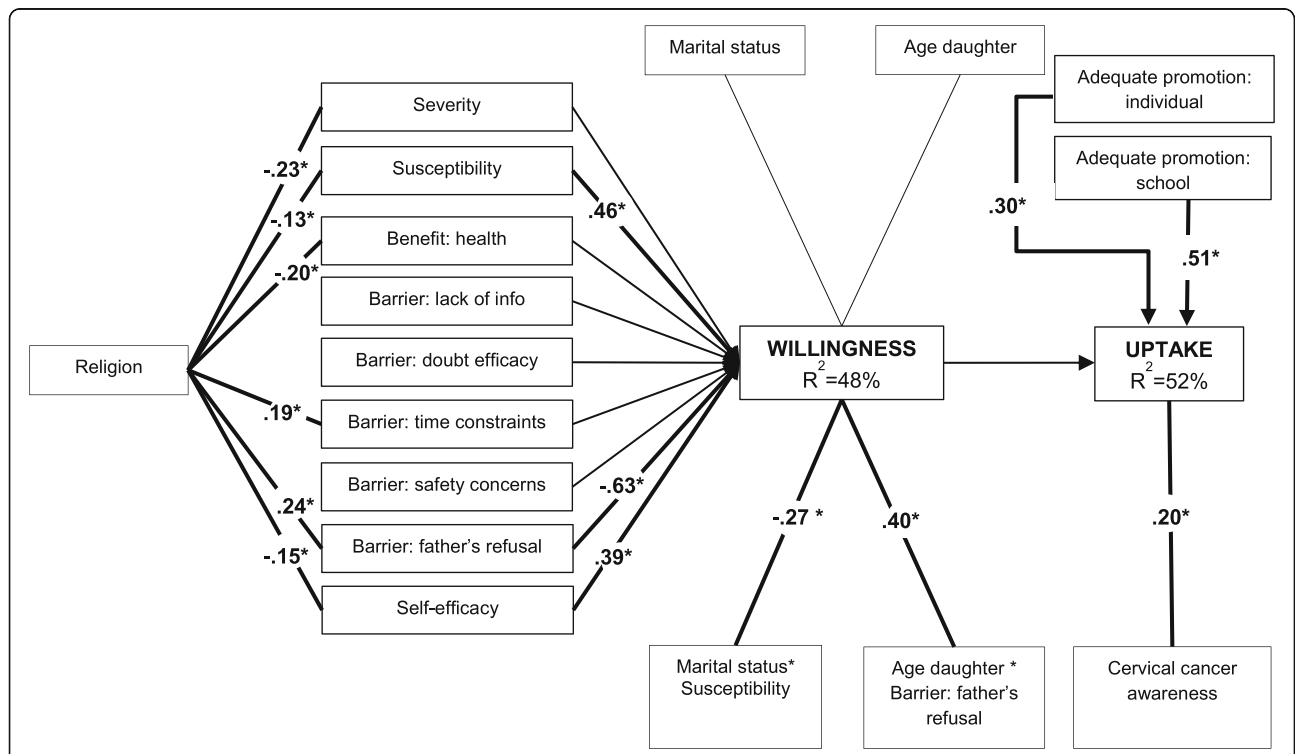 Marital status
Age daughter
Adequate promotion:
individual
Severity
Adequate promotion:
school
-.23*
Susceptibility
.30*
-.13*
.46*
Benefit: health
.51*
-.20*
Barrier: lack of info
WILLINGNESS
R2=48%
UPTAKE
R2=52%
Barrier: doubt efficacy
Religion
.19*
Barrier: time constraints
Barrier: safety concerns
-.63*
.24*
-.27 *
.40*
.20*
Barrier: father’s refusal
-.15*
.39*
Self-efficacy
Marital status*
Susceptibility
Age daughter *
Barrier: father’s
refusal
Cervical cancer
awareness